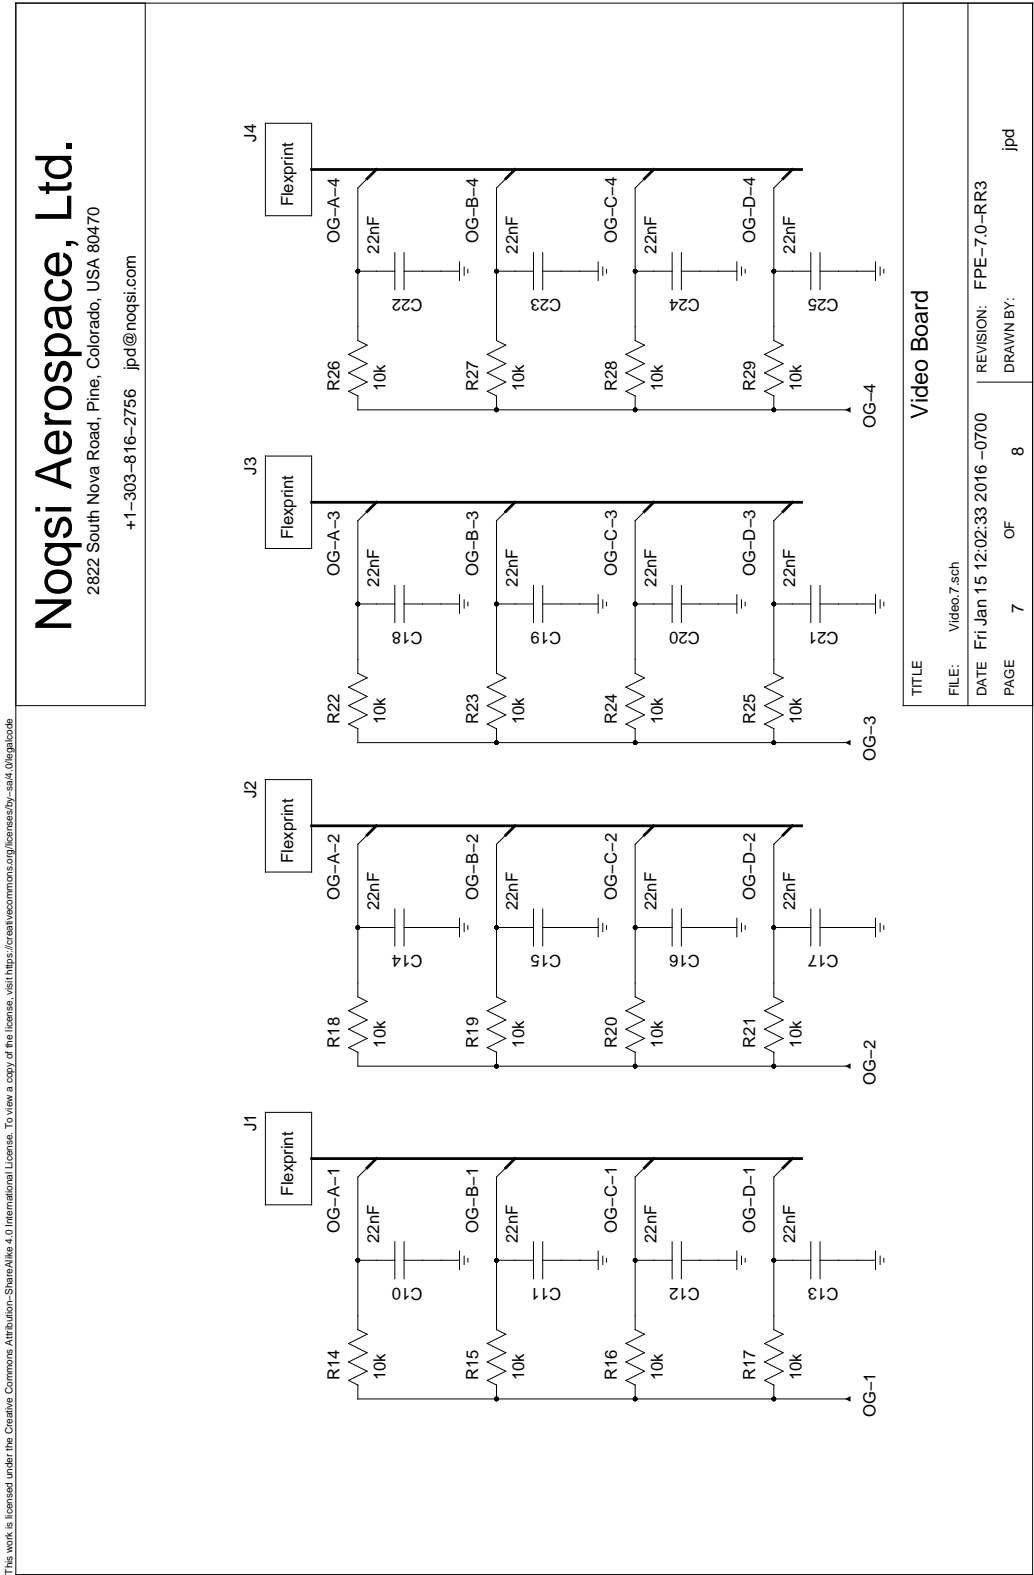 This work is licensed under the Creative Commons Attribution−ShareAlike 4.0 International License. To view a copy of the license, visit https://creativecommons.org/licenses/by−sa/4.0/legalcode
Noqsi Aerospace, Ltd.
2822 South Nova Road, Pine, Colorado, USA 80470
+1−303−816−2756 jpd@noqsi.com
J1
Flexprint
OG−A−1
R14
10k
22nF
C10
OG−B−1
R15
10k
22nF
C11
OG−C−1
R16
10k
22nF
C12
OG−D−1
R17
10k
22nF
C13
OG−1
J2
Flexprint
OG−A−2
R18
10k
22nF
C14
OG−B−2
R19
10k
22nF
C15
OG−C−2
R20
10k
22nF
C16
OG−D−2
R21
10k
22nF
C17
OG−2
J3
Flexprint
OG−A−3
R22
10k
22nF
C18
OG−B−3
R23
10k
22nF
C19
OG−C−3
R24
10k
22nF
C20
OG−D−3
R25
10k
22nF
C21
OG−3
J4
Flexprint
OG−A−4
R26
10k
22nF
C22
OG−B−4
R27
10k
22nF
C23
OG−C−4
R28
10k
22nF
C24
OG−D−4
R29
10k
22nF
C25
OG−4
TITLE
Video Board
FILE: Video.7.sch
DATE Fri Jan 15 12:02:33 2016 −0700
REVISION: FPE−7.0−RR3
PAGE 7 OF 8
DRAWN BY: jpd